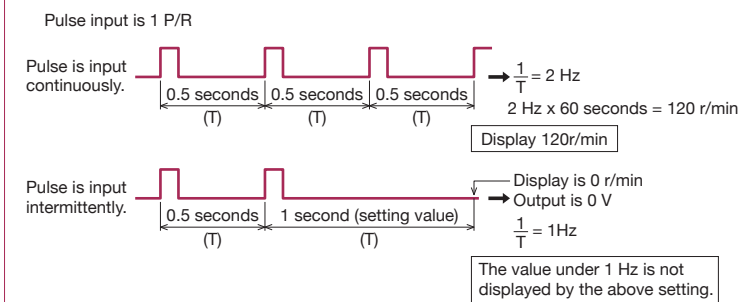 Pulse input is 1 P/R
Pulse is input
continuously.
0.5 seconds 0.5 seconds 0.5 seconds
(T) (T) (T)
1/T = 2 Hz
2 Hz x 60 seconds = 120 r/min
Display 120r/min
Pulse is input
intermittently.
0.5 seconds 1 second (setting value)
(T) (T)
Display is 0 r/min
Output is 0 V
1/T = 1Hz
The value under 1 Hz is not
displayed by the above setting.